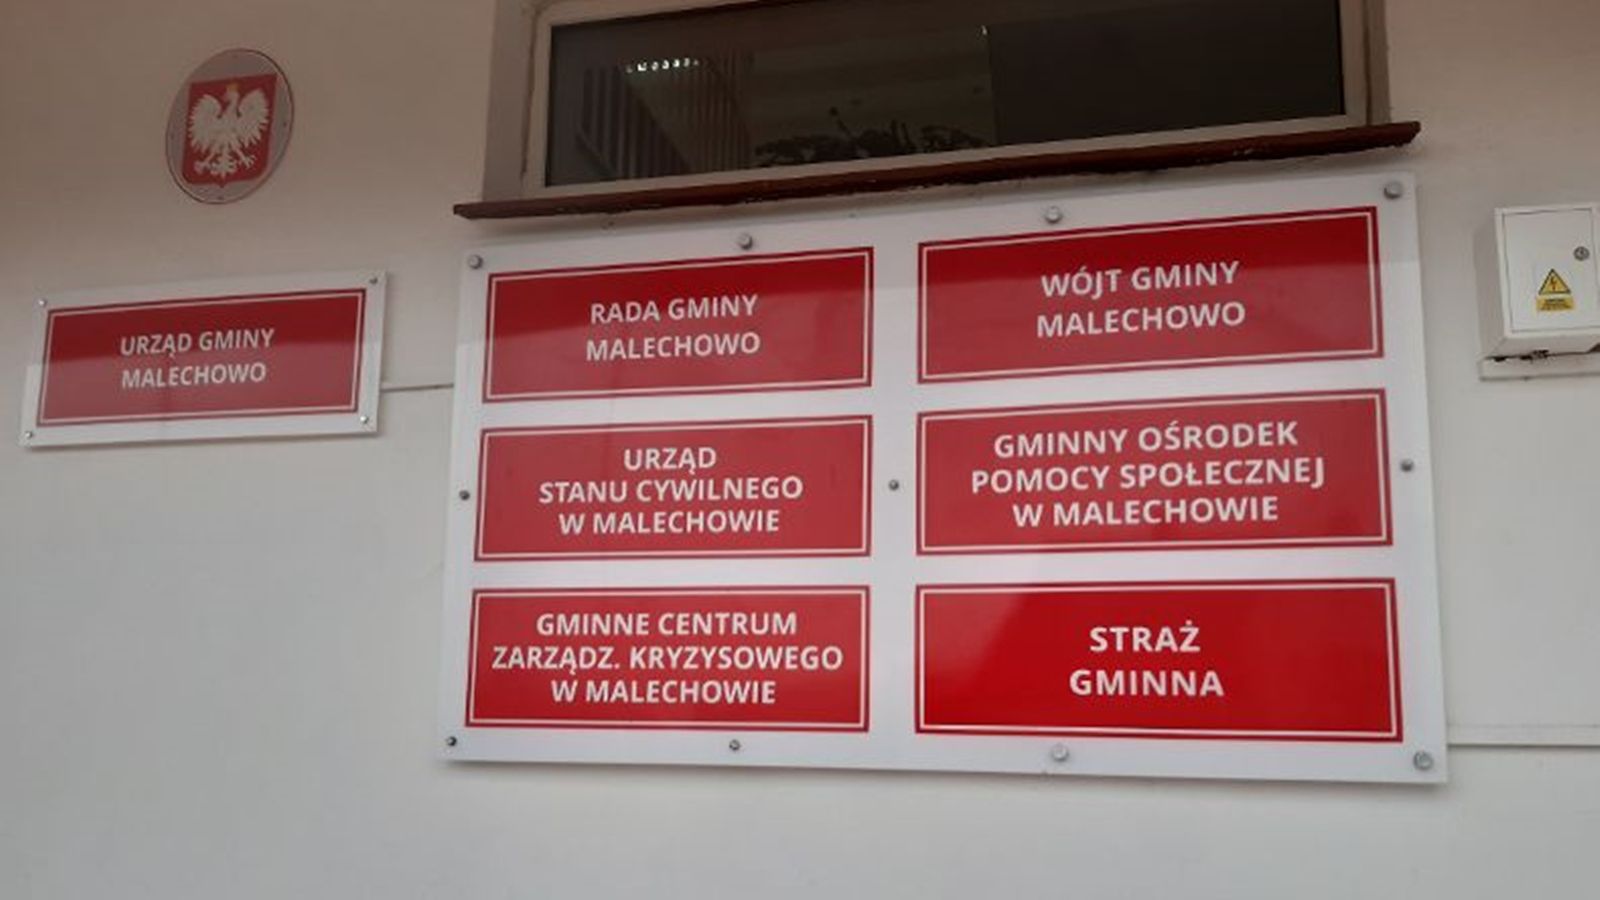 URZĄD GMINY
MALECHOWO
RADA GMINY
MALECHOWO
WÓJT GMINY
MALECHOWO
URZĄD
STANU CYWILNEGO
W MALECHOWIE
GMINNY OŚRODEK
POMOCY SPOŁECZNEJ
W MALECHOWIE
GMINNE CENTRUM
ZARZĄDZ. KRYZYSOWEGO
W MALECHOWIE
STRAŻ
GMINNA